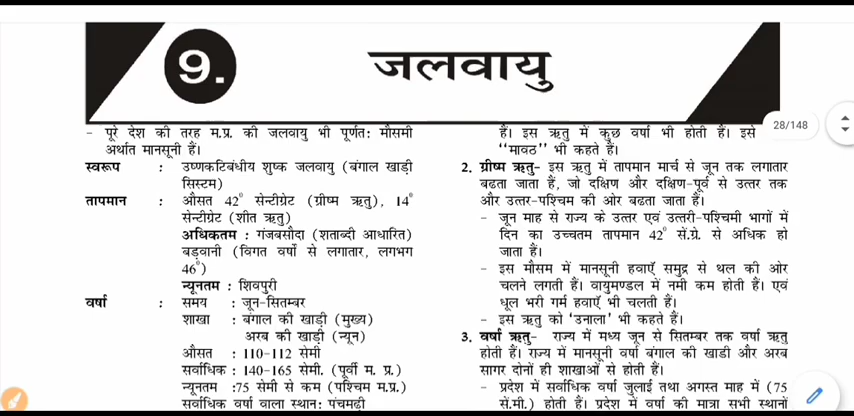 9.
जलवायु
28/148
- पूरे देश की तरह म.प्र. की जलवायु भी पूर्णतः मौसमी
अर्थात मानसूनी हैं।
स्वरूप : उष्णकटिबंधीय शुष्क जलवायु (बंगाल खाड़ी
सिस्टम)
तापमान : औसत 42° सेन्टीग्रेट (ग्रीष्म ऋतु), 14°
सेन्टीग्रेट (शीत ऋतु)
अधिकतम : गंजबसौदा (शताब्दी आधारित)
बड़वानी (विगत वर्षो से लगातार, लगभग
46°)
न्यूनतम : शिवपुरी
वर्षा : समय : जून-सितम्बर
शाखा : बंगाल की खाड़ी (मुख्य)
अरब की खाड़ी (न्यून)
औसत : 110-112 सेमी
सर्वाधिक : 140-165 सेमी. (पूर्वी म. प्र.)
न्यूनतम :75 सेमी से कम (पश्चिम म.प्र.)
सर्वाधिक वर्षा वाला स्थान: पंचमढ़ी
हैं। इस ऋतु में कुछ वर्षा भी होती हैं। इसे
"मावठ" भी कहते हैं।
2. ग्रीष्म ऋतु- इस ऋतु में तापमान मार्च से जून तक लगातार
बढता जाता हैं, जो दक्षिण और दक्षिण-पूर्व से उत्तर तक
और उत्तर-पश्चिम की ओर बढता जाता हैं।
- जून माह से राज्य के उत्तर एवं उत्तरी-पश्चिमी भागों में
दिन का उच्चतम तापमान 42° सें.ग्रे. से अधिक हो
जाता हैं।
- इस मौसम में मानसूनी हवाएँ समुद्र से थल की ओर
चलने लगती हैं। वायुमण्डल में नमी कम होती हैं। एवं
धूल भरी गर्म हवाएँ भी चलती हैं।
- इस ऋतु को 'उनाला' भी कहते हैं।
3. वर्षा ऋतु- राज्य में मध्य जून से सितम्बर तक वर्षा ऋतु
होती हैं। राज्य में मानसूनी वर्षा बंगाल की खाडी और अरब
सागर दोनों ही शाखाओं से होती हैं।
- प्रदेश में सर्वाधिक वर्षा जुलाई तथा अगस्त माह में (75
सें.मी.) होती हैं। प्रदेश में वर्षा की मात्रा सभी स्थानों